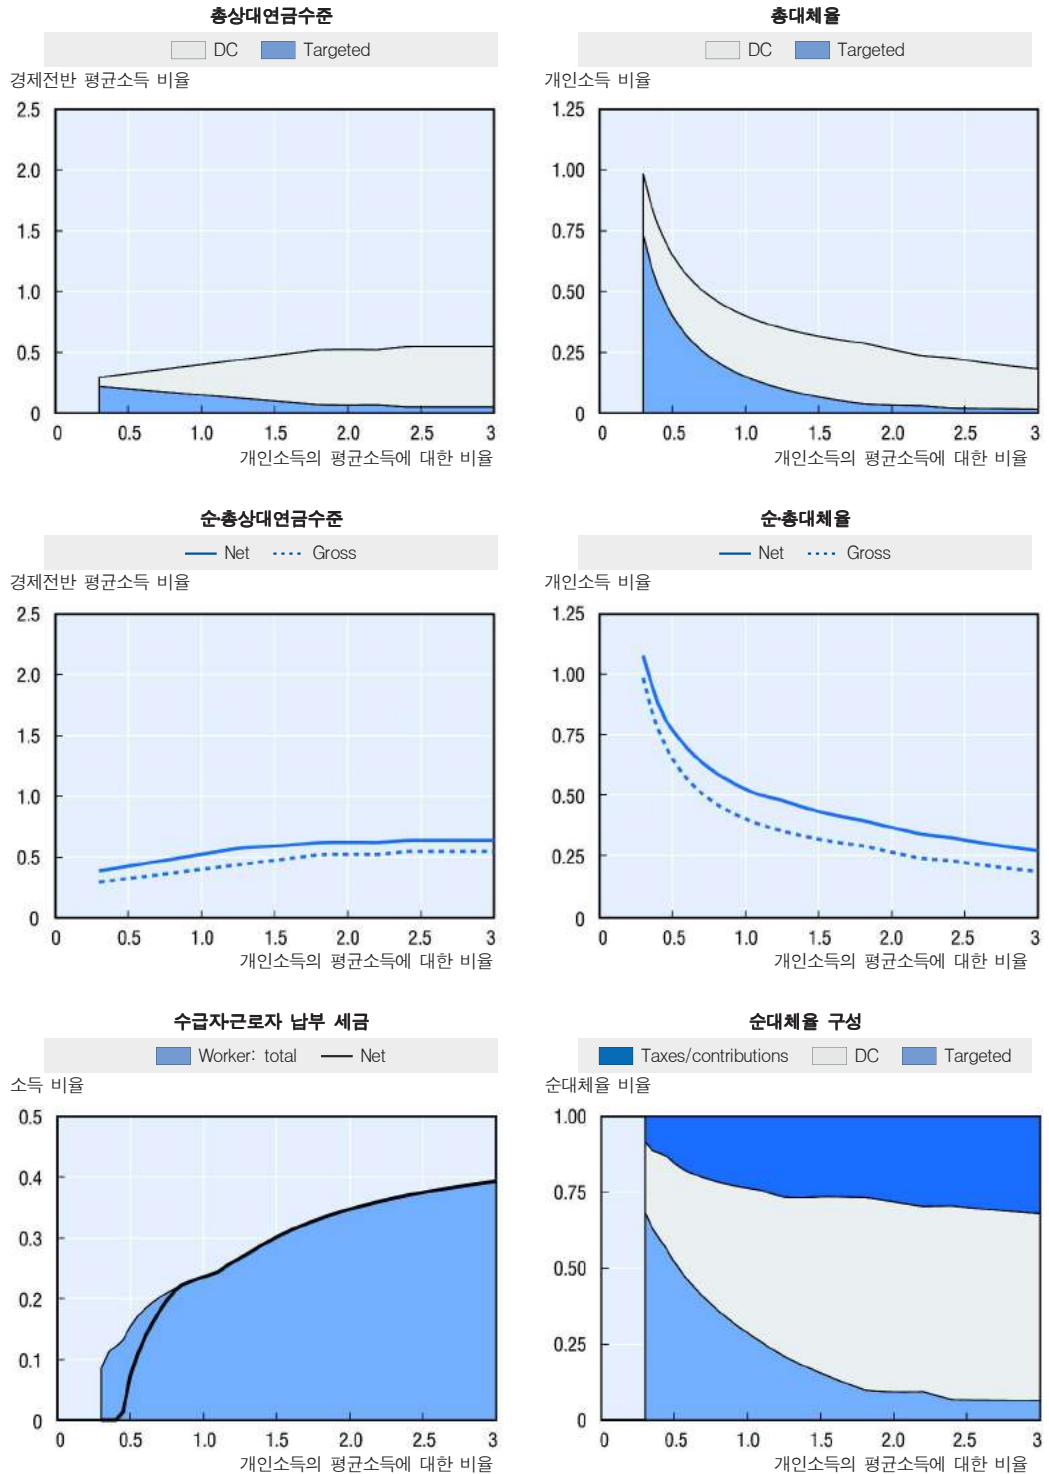 총상대연금수준
DC Targeted
경제전반 평균소득 비율
2.5
2.0
1.5
1.0
0.5
0
0 0.5 1.0 1.5 2.0 2.5 3
개인소득의 평균소득에 대한 비율
총대체율
DC Targeted
개인소득 비율
1.25
1.00
0.75
0.50
0.25
0
0 0.5 1.0 1.5 2.0 2.5 3
개인소득의 평균소득에 대한 비율
순·총상대연금수준
Net Gross
경제전반 평균소득 비율
2.5
2.0
1.5
1.0
0.5
0
0 0.5 1.0 1.5 2.0 2.5 3
개인소득의 평균소득에 대한 비율
순·총대체율
Net Gross
개인소득 비율
1.25
1.00
0.75
0.50
0.25
0
0 0.5 1.0 1.5 2.0 2.5 3
개인소득의 평균소득에 대한 비율
수급자·근로자 납부 세금
Worker: total Net
소득 비율
0.5
0.4
0.3
0.2
0.1
0
0 0.5 1.0 1.5 2.0 2.5 3
개인소득의 평균소득에 대한 비율
순대체율 구성
Taxes/contributions DC Targeted
순대체율 비율
1.00
0.75
0.50
0.25
0
0 0.5 1.0 1.5 2.0 2.5 3
개인소득의 평균소득에 대한 비율